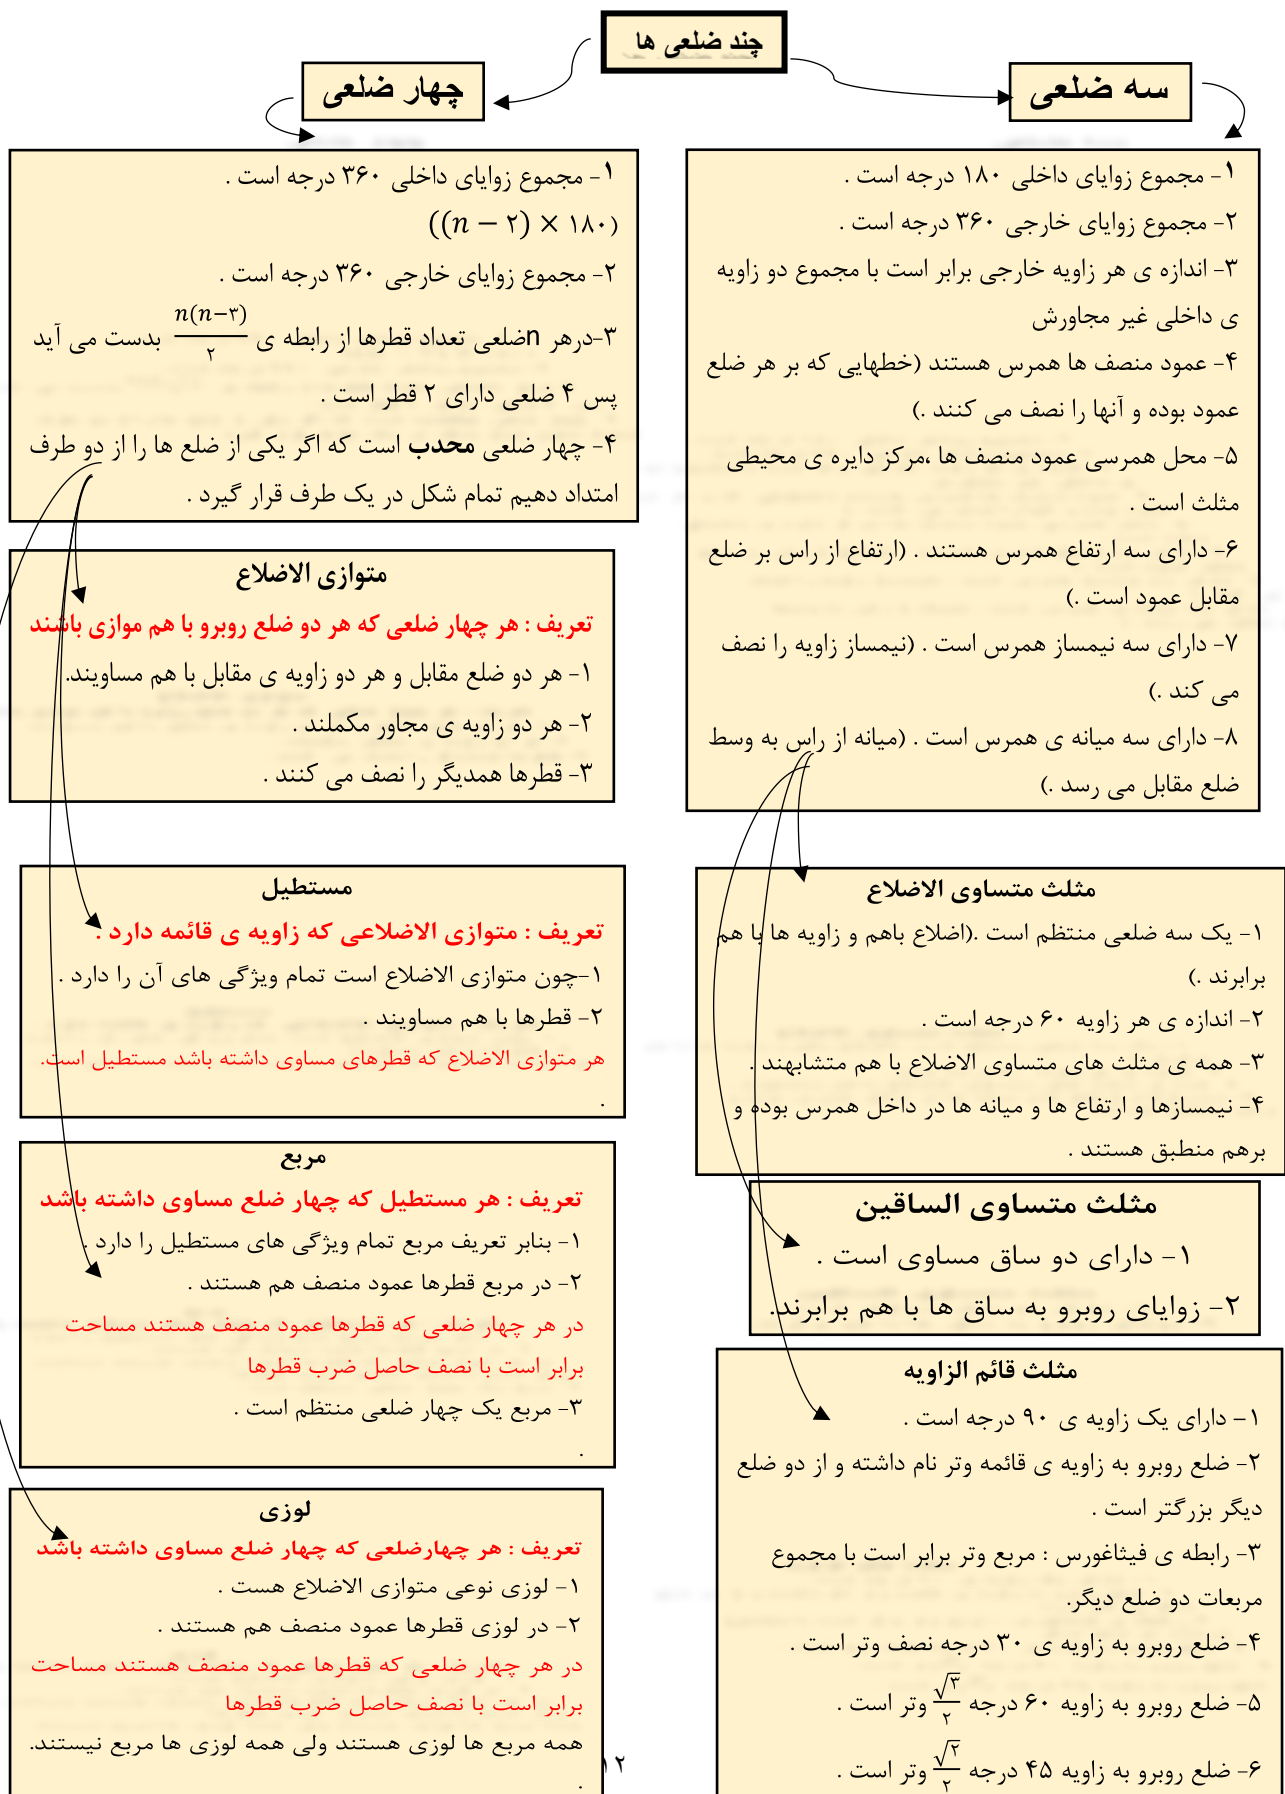 چند ضلعی ها
سه ضلعی
۱- مجموع زوایای داخلی ۱۸۰ درجه است .
۲- مجموع زوایای خارجی ۳۶۰ درجه است .
۳- اندازه ی هر زاویه خارجی برابر است با مجموع دو زاویه
ی داخلی غیر مجاورش
۴- عمود منصف ها همرس هستند (خطهایی که بر هر ضلع
عمود بوده و آنها را نصف می کنند .)
۵- محل همرسی عمود منصف ها ،مرکز دایره ی محیطی
مثلث است .
۶- دارای سه ارتفاع همرس هستند . (ارتفاع از راس بر ضلع
مقابل عمود است .)
۷- دارای سه نیمساز همرس است . (نیمساز زاویه را نصف
می کند .)
۸- دارای سه میانه ی همرس است . (میانه از راس به وسط
ضلع مقابل می رسد .)
مثلث متساوی الاضلاع
۱- یک سه ضلعی منتظم است .(اضلاع باهم و زاویه ها با هم
برابرند .)
۲- اندازه ی هر زاویه ۶۰ درجه است .
۳- همه ی مثلث های متساوی الاضلاع با هم متشابهند .
۴- نیمسازها و ارتفاع ها و میانه ها در داخل همرس بوده و
برهم منطبق هستند .
مثلث متساوی الساقین
۱- دارای دو ساق مساوی است .
۲- زوایای روبرو به ساق ها با هم برابرند.
مثلث قائم الزاویه
۱- دارای یک زاویه ی ۹۰ درجه است .
۲- ضلع روبرو به زاویه ی قائمه وتر نام داشته و از دو ضلع
دیگر بزرگتر است .
۳- رابطه ی فیثاغورس : مربع وتر برابر است با مجموع
مربعات دو ضلع دیگر.
۴- ضلع روبرو به زاویه ی ۳۰ درجه نصف وتر است .
۵- ضلع روبرو به زاویه ۶۰ درجه √۳/۲ وتر است .
۶- ضلع روبرو به زاویه ۴۵ درجه √۲/۲ وتر است .
چهار ضلعی
۱- مجموع زوایای داخلی ۳۶۰ درجه است .
((n − ۲) × ۱۸۰)
۲- مجموع زوایای خارجی ۳۶۰ درجه است .
۳-درهر nضلعی تعداد قطرها از رابطه ی n(n−۳)/۲ بدست می آید
پس ۴ ضلعی دارای ۲ قطر است .
۴- چهار ضلعی محدب است که اگر یکی از ضلع ها را از دو طرف
امتداد دهیم تمام شکل در یک طرف قرار گیرد .
متوازی الاضلاع
تعریف : هر چهار ضلعی که هر دو ضلع روبرو با هم موازی باشند
۱- هر دو ضلع مقابل و هر دو زاویه ی مقابل با هم مساویند.
۲- هر دو زاویه ی مجاور مکملند .
۳- قطرها همدیگر را نصف می کنند .
مستطیل
تعریف : متوازی الاضلاعی که زاویه ی قائمه دارد .
۱-چون متوازی الاضلاع است تمام ویژگی های آن را دارد .
۲- قطرها با هم مساویند .
هر متوازی الاضلاع که قطرهای مساوی داشته باشد مستطیل است.
.
مربع
تعریف : هر مستطیل که چهار ضلع مساوی داشته باشد
۱- بنابر تعریف مربع تمام ویژگی های مستطیل را دارد .
۲- در مربع قطرها عمود منصف هم هستند .
در هر چهار ضلعی که قطرها عمود منصف هستند مساحت
برابر است با نصف حاصل ضرب قطرها
۳- مربع یک چهار ضلعی منتظم است .
.
لوزی
تعریف : هر چهارضلعی که چهار ضلع مساوی داشته باشد
۱- لوزی نوعی متوازی الاضلاع هست .
۲- در لوزی قطرها عمود منصف هم هستند .
در هر چهار ضلعی که قطرها عمود منصف هستند مساحت
برابر است با نصف حاصل ضرب قطرها
همه مربع ها لوزی هستند ولی همه لوزی ها مربع نیستند.
.
۱۲